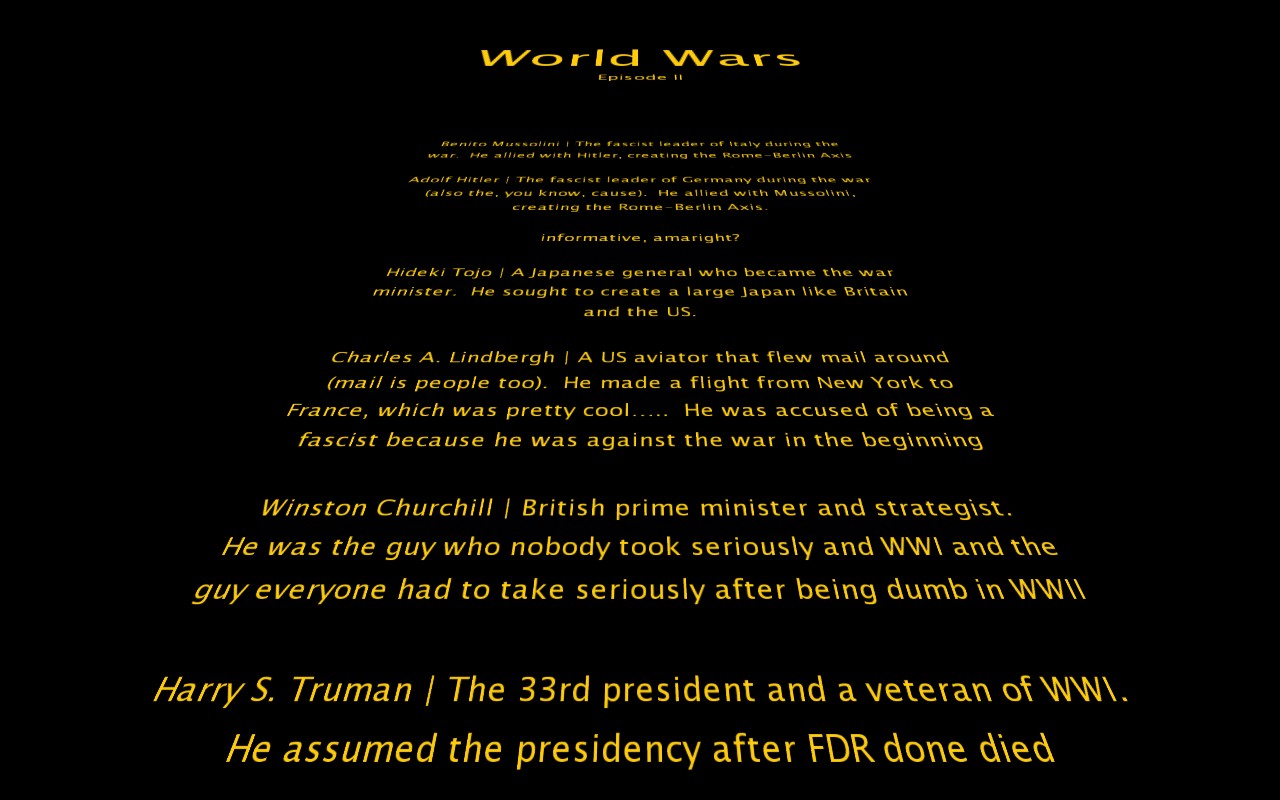 World Wars
Episode II
Benito Mussolini | The fascist leader of Italy during the
war.  He allied with Hitler, creating the Rome-Berlin Axis
Adolf Hitler | The fascist leader of Germany during the war
(also the, you know, cause).  He allied with Mussolini,
creating the Rome-Berlin Axis.
informative, amaright?
Hideki Tojo | A Japanese general who became the war
minister.  He sought to create a large Japan like Britain
and the US.
Charles A. Lindbergh | A US aviator that flew mail around
(mail is people too).  He made a flight from New York to
France, which was pretty cool.....  He was accused of being a
fascist because he was against the war in the beginning
Winston Churchill | British prime minister and strategist.
He was the guy who nobody took seriously and WWI and the
guy everyone had to take seriously after being dumb in WWII
Harry S. Truman | The 33rd president and a veteran of WWI.
He assumed the presidency after FDR done died